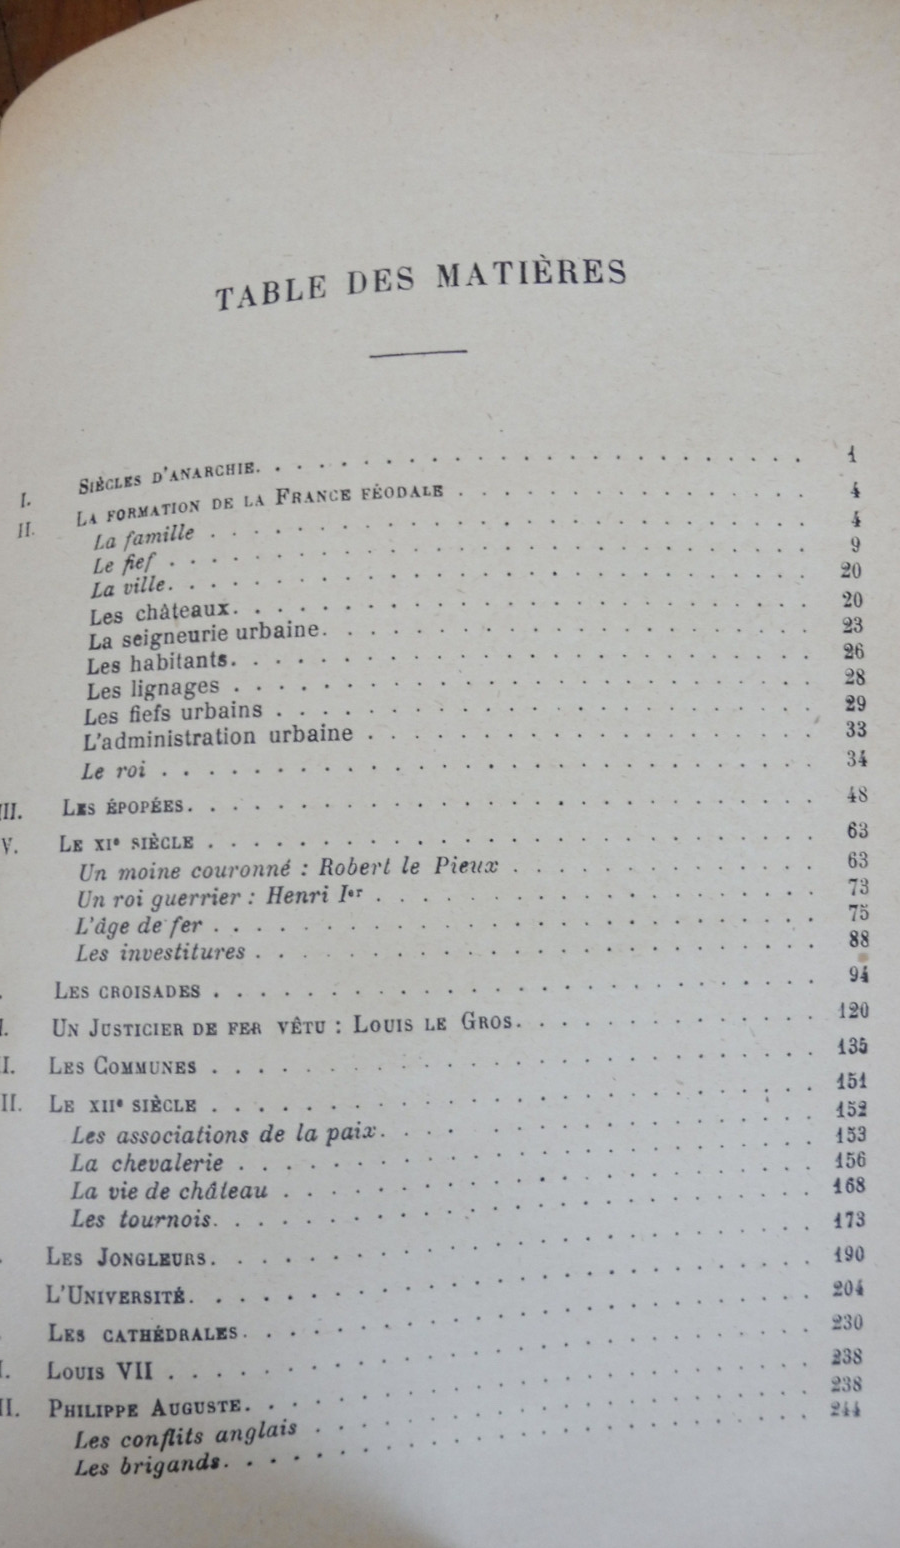 TABLE DES MATIÈRES
I. SIÈCLES D'ANARCHIE. 1
II. LA FORMATION DE LA FRANCE FÉODALE 4
La famille 4
Le fief 9
La ville. 20
Les châteaux. 20
La seigneurie urbaine. 23
Les habitants. 26
Les lignages 28
Les fiefs urbains 29
L'administration urbaine 33
Le roi 34
III. LES ÉPOPÉES. 48
V. LE XIe SIÈCLE 63
Un moine couronné : Robert le Pieux 63
Un roi guerrier : Henri Ier 73
L'âge de fer 75
Les investitures 88
. LES CROISADES 94
I. UN JUSTICIER DE FER VÊTU : LOUIS LE GROS. 120
I. LES COMMUNES 135
II. LE XIIe SIÈCLE 151
Les associations de la paix. 152
La chevalerie 153
La vie de château 156
Les tournois. 168
. LES JONGLEURS. 173
L'UNIVERSITÉ. 190
. LES CATHÉDRALES. 204
I. LOUIS VII 230
II. PHILIPPE AUGUSTE. 238
Les conflits anglais 238
Les brigands. 244